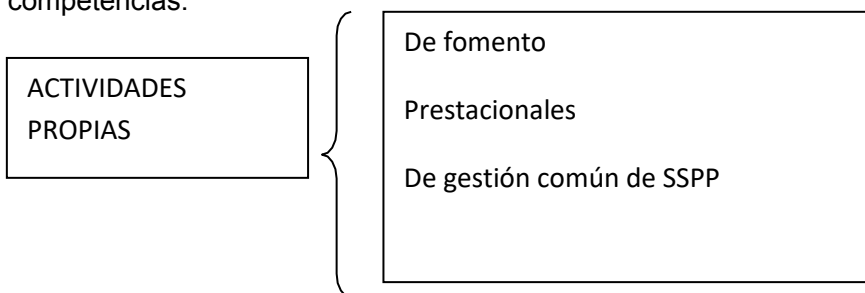 competencias:
De fomento
ACTIVIDADES
PROPIAS
Prestacionales
De gestión común de SSPP